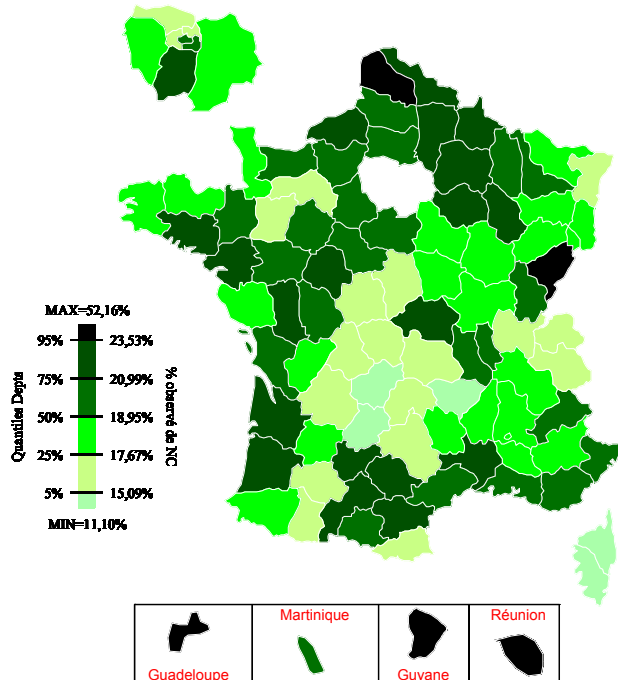 MAX=52,16%
95% 23,53%
75% 20,99%
50% 18,95%
25% 17,67%
5% 15,09%
MIN=11,10%
Quantiles Depts
% observé de NC
Martinique
Réunion
Guadeloupe
Guyane